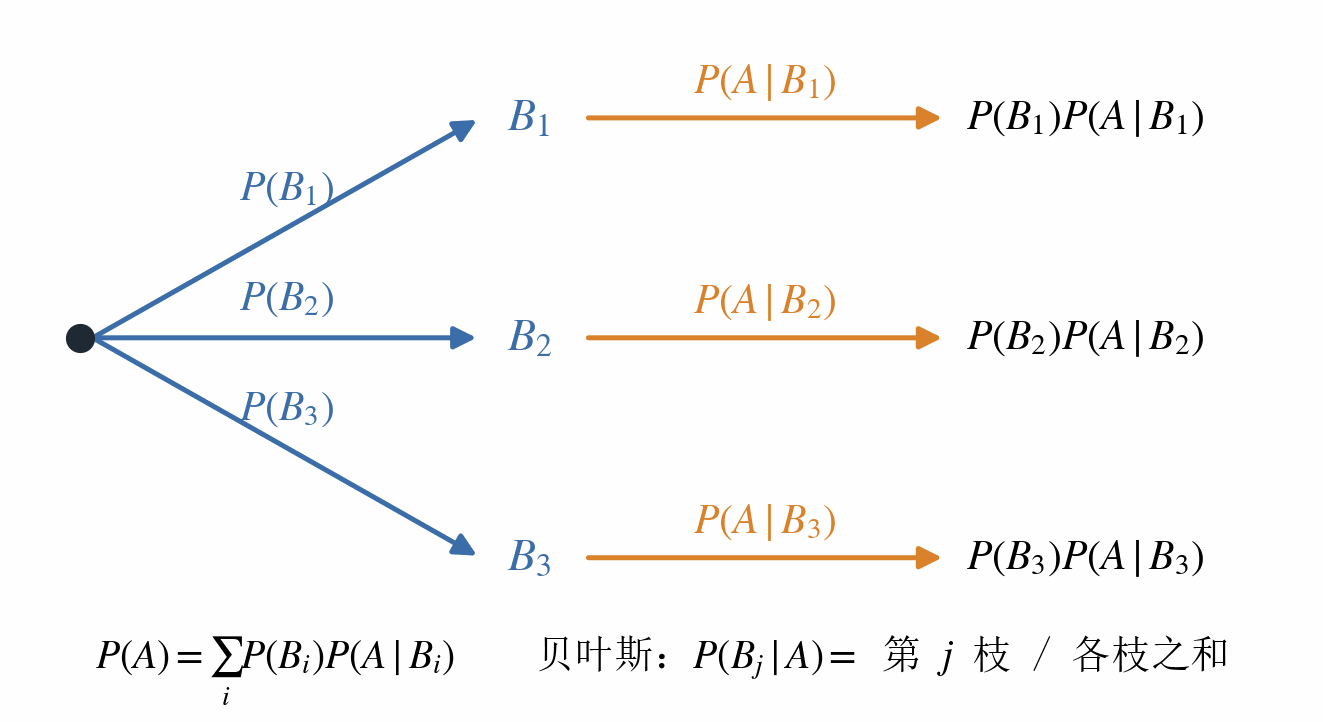 P(A|B₁)
B₁ P(B₁)P(A|B₁)
P(B₁)
P(B₂) P(A|B₂)
B₂ P(B₂)P(A|B₂)
P(B₃)
P(A|B₃)
B₃ P(B₃)P(A|B₃)
P(A)=∑ᵢP(Bᵢ)P(A|Bᵢ) 贝叶斯：P(Bⱼ|A)= 第 j 枝 / 各枝之和